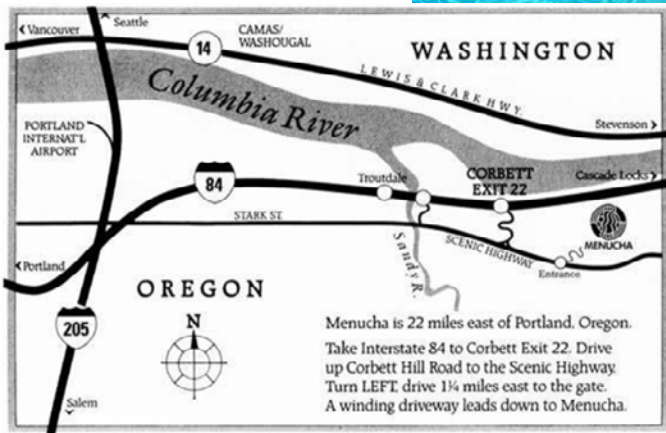 Seattle
Vancouver
14
CAMAS/
WASHOUGAL
WASHINGTON
LEWIS & CLARK HWY.
Columbia River
Stevenson
PORTLAND
INTERNAT'L
AIRPORT
84
Troutdale
CORBETT
EXIT 22
Cascade Locks
STARK ST.
Sandy R.
SCENIC HIGHWAY
MENUCHA
Entrance
Portland
OREGON
205
N
Salem
Menucha is 22 miles east of Portland, Oregon.
Take Interstate 84 to Corbett Exit 22. Drive
up Corbett Hill Road to the Scenic Highway.
Turn LEFT, drive 1¼ miles east to the gate.
A winding driveway leads down to Menucha.